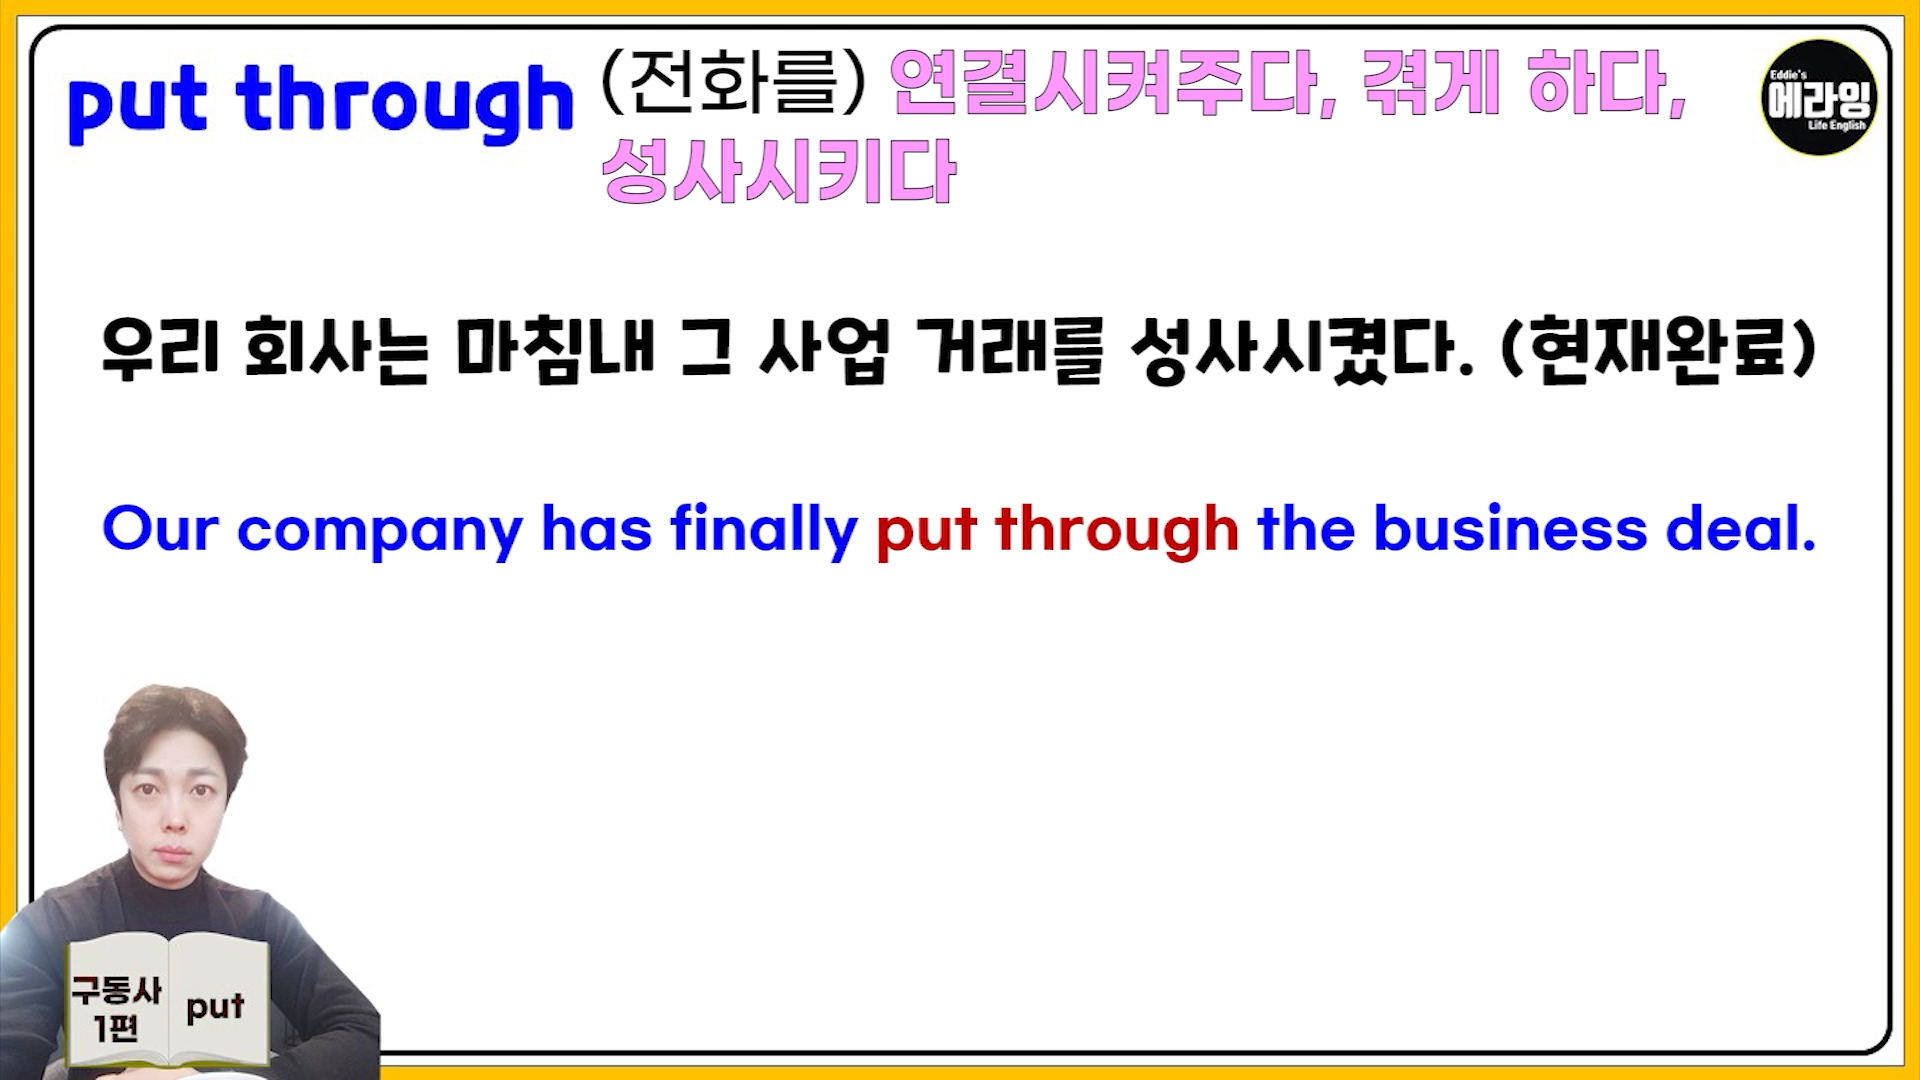 put through (전화를) 연결시켜주다, 겪게 하다,
성사시키다
Eddie's
에라잉
Life English
우리 회사는 마침내 그 사업 거래를 성사시켰다. (현재완료)
Our company has finally put through the business deal.
구동사
1편
put